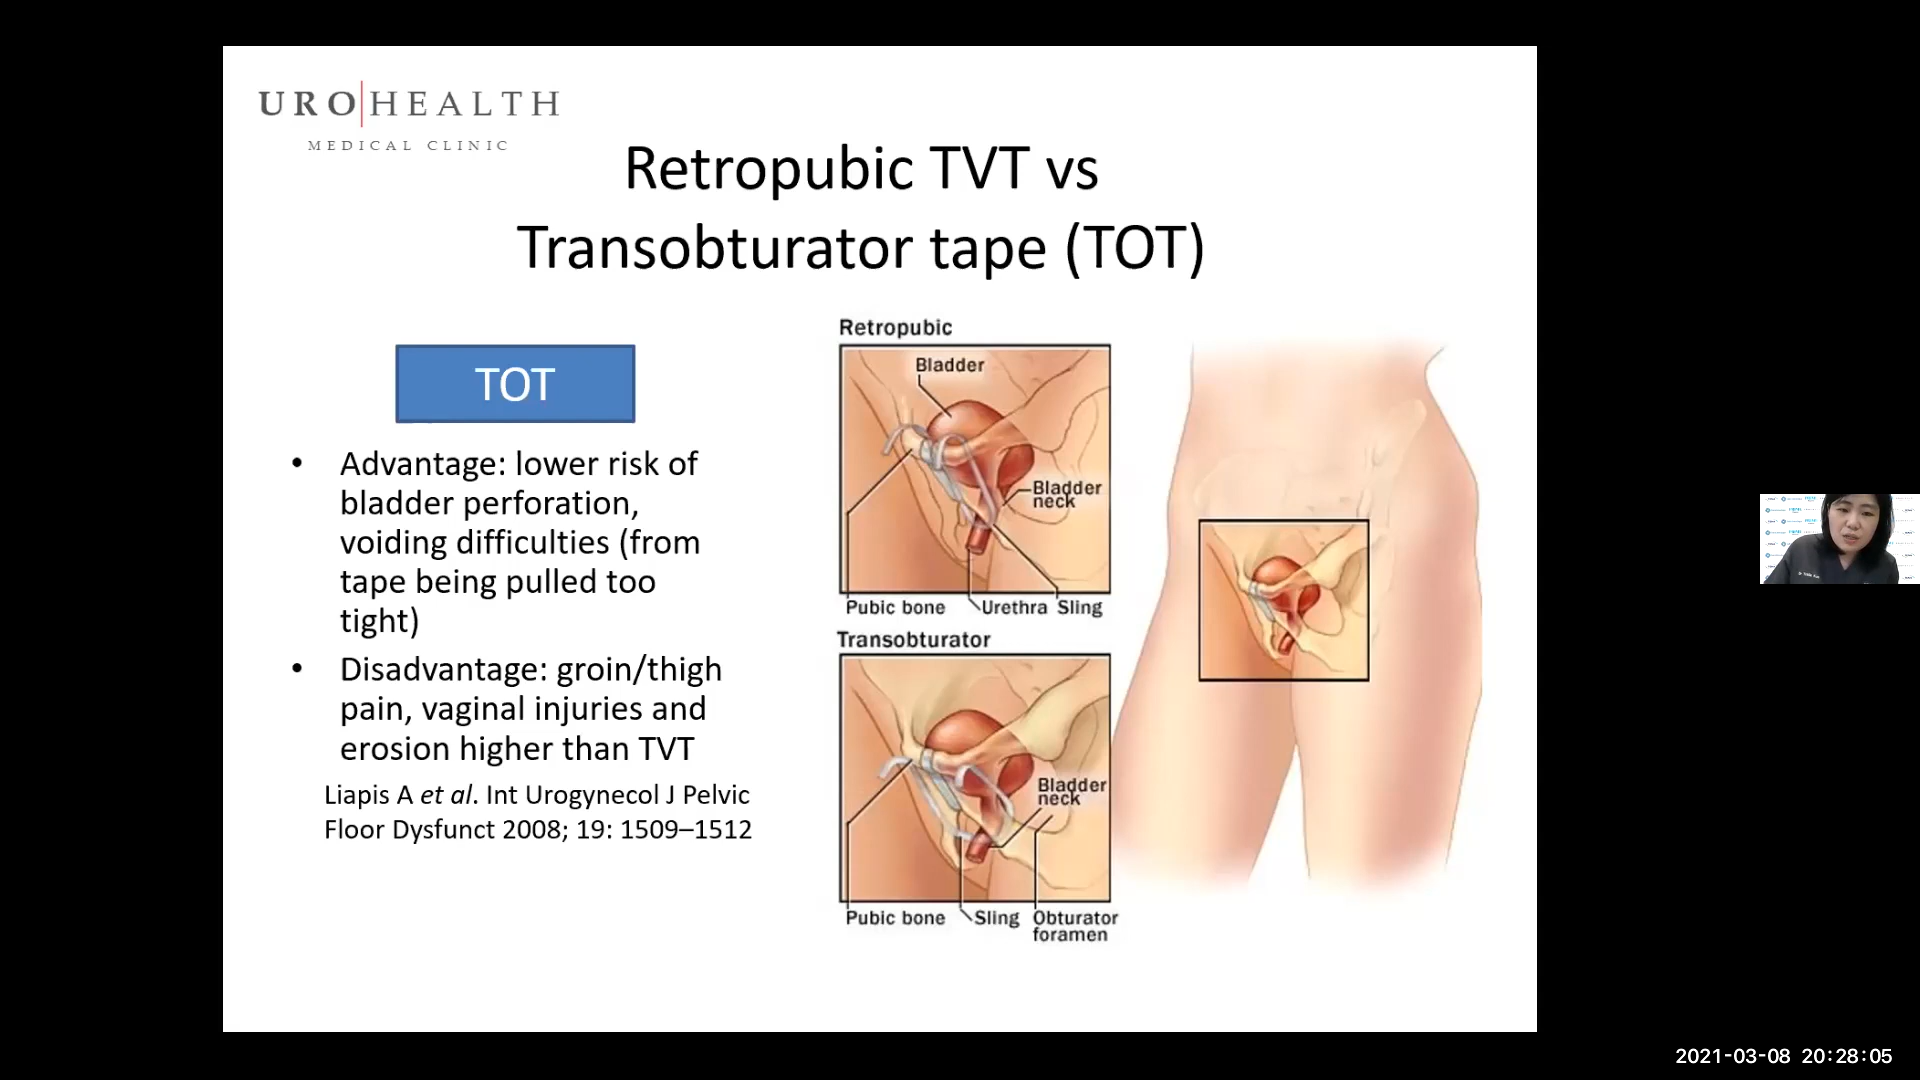 URO|HEALTH
MEDICAL CLINIC
Retropubic TVT vs
Transobturator tape (TOT)
TOT
• Advantage: lower risk of
bladder perforation,
voiding difficulties (from
tape being pulled too
tight)
• Disadvantage: groin/thigh
pain, vaginal injuries and
erosion higher than TVT
Liapis A et al. Int Urogynecol J Pelvic
Floor Dysfunct 2008; 19: 1509–1512
Retropubic
Bladder
Bladder
neck
Pubic bone
Urethra
Sling
Transobturator
Bladder
neck
Pubic bone
Sling
Obturator
foramen
2021-03-08 20:28:05